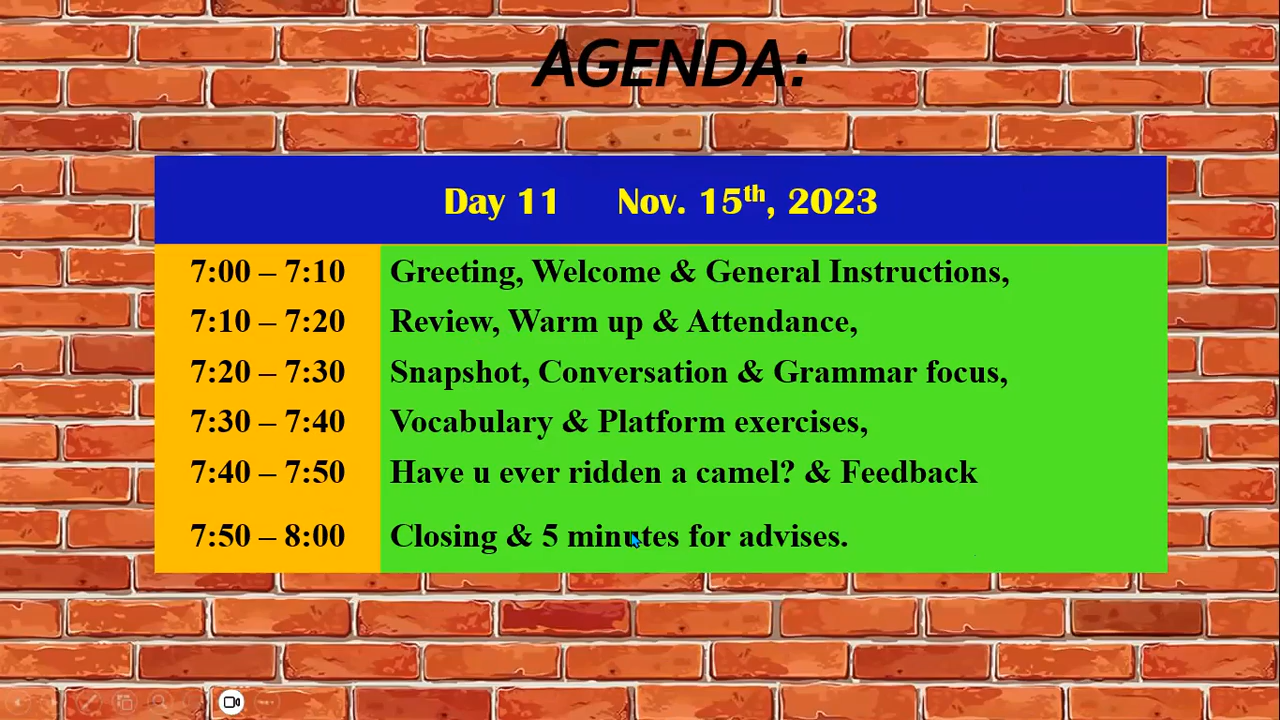 AGENDA:
Day 11 Nov. 15th, 2023
7:00 – 7:10 Greeting, Welcome & General Instructions,
7:10 – 7:20 Review, Warm up & Attendance,
7:20 – 7:30 Snapshot, Conversation & Grammar focus,
7:30 – 7:40 Vocabulary & Platform exercises,
7:40 – 7:50 Have u ever ridden a camel? & Feedback
7:50 – 8:00 Closing & 5 minutes for advises.